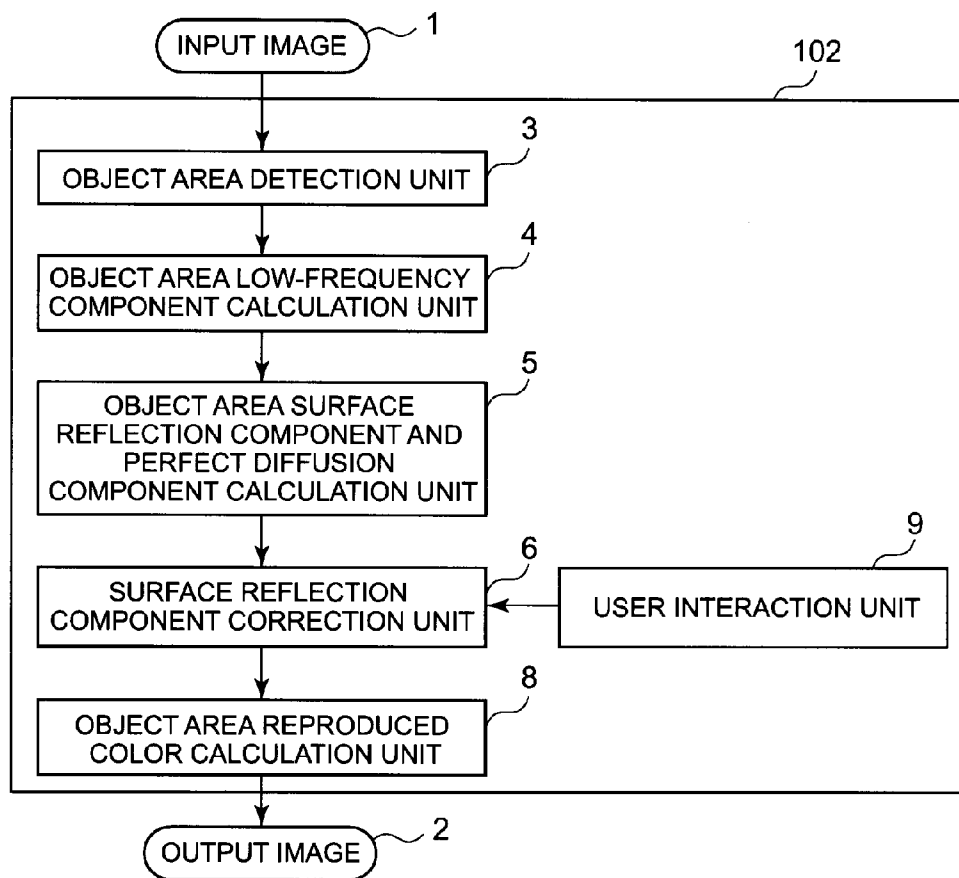 INPUT IMAGE
1
102
3
OBJECT AREA DETECTION UNIT
4
OBJECT AREA LOW-FREQUENCY
COMPONENT CALCULATION UNIT
5
OBJECT AREA SURFACE
REFLECTION COMPONENT AND
PERFECT DIFFUSION
COMPONENT CALCULATION UNIT
6
SURFACE REFLECTION
COMPONENT CORRECTION UNIT
9
USER INTERACTION UNIT
8
OBJECT AREA REPRODUCED
COLOR CALCULATION UNIT
OUTPUT IMAGE
2